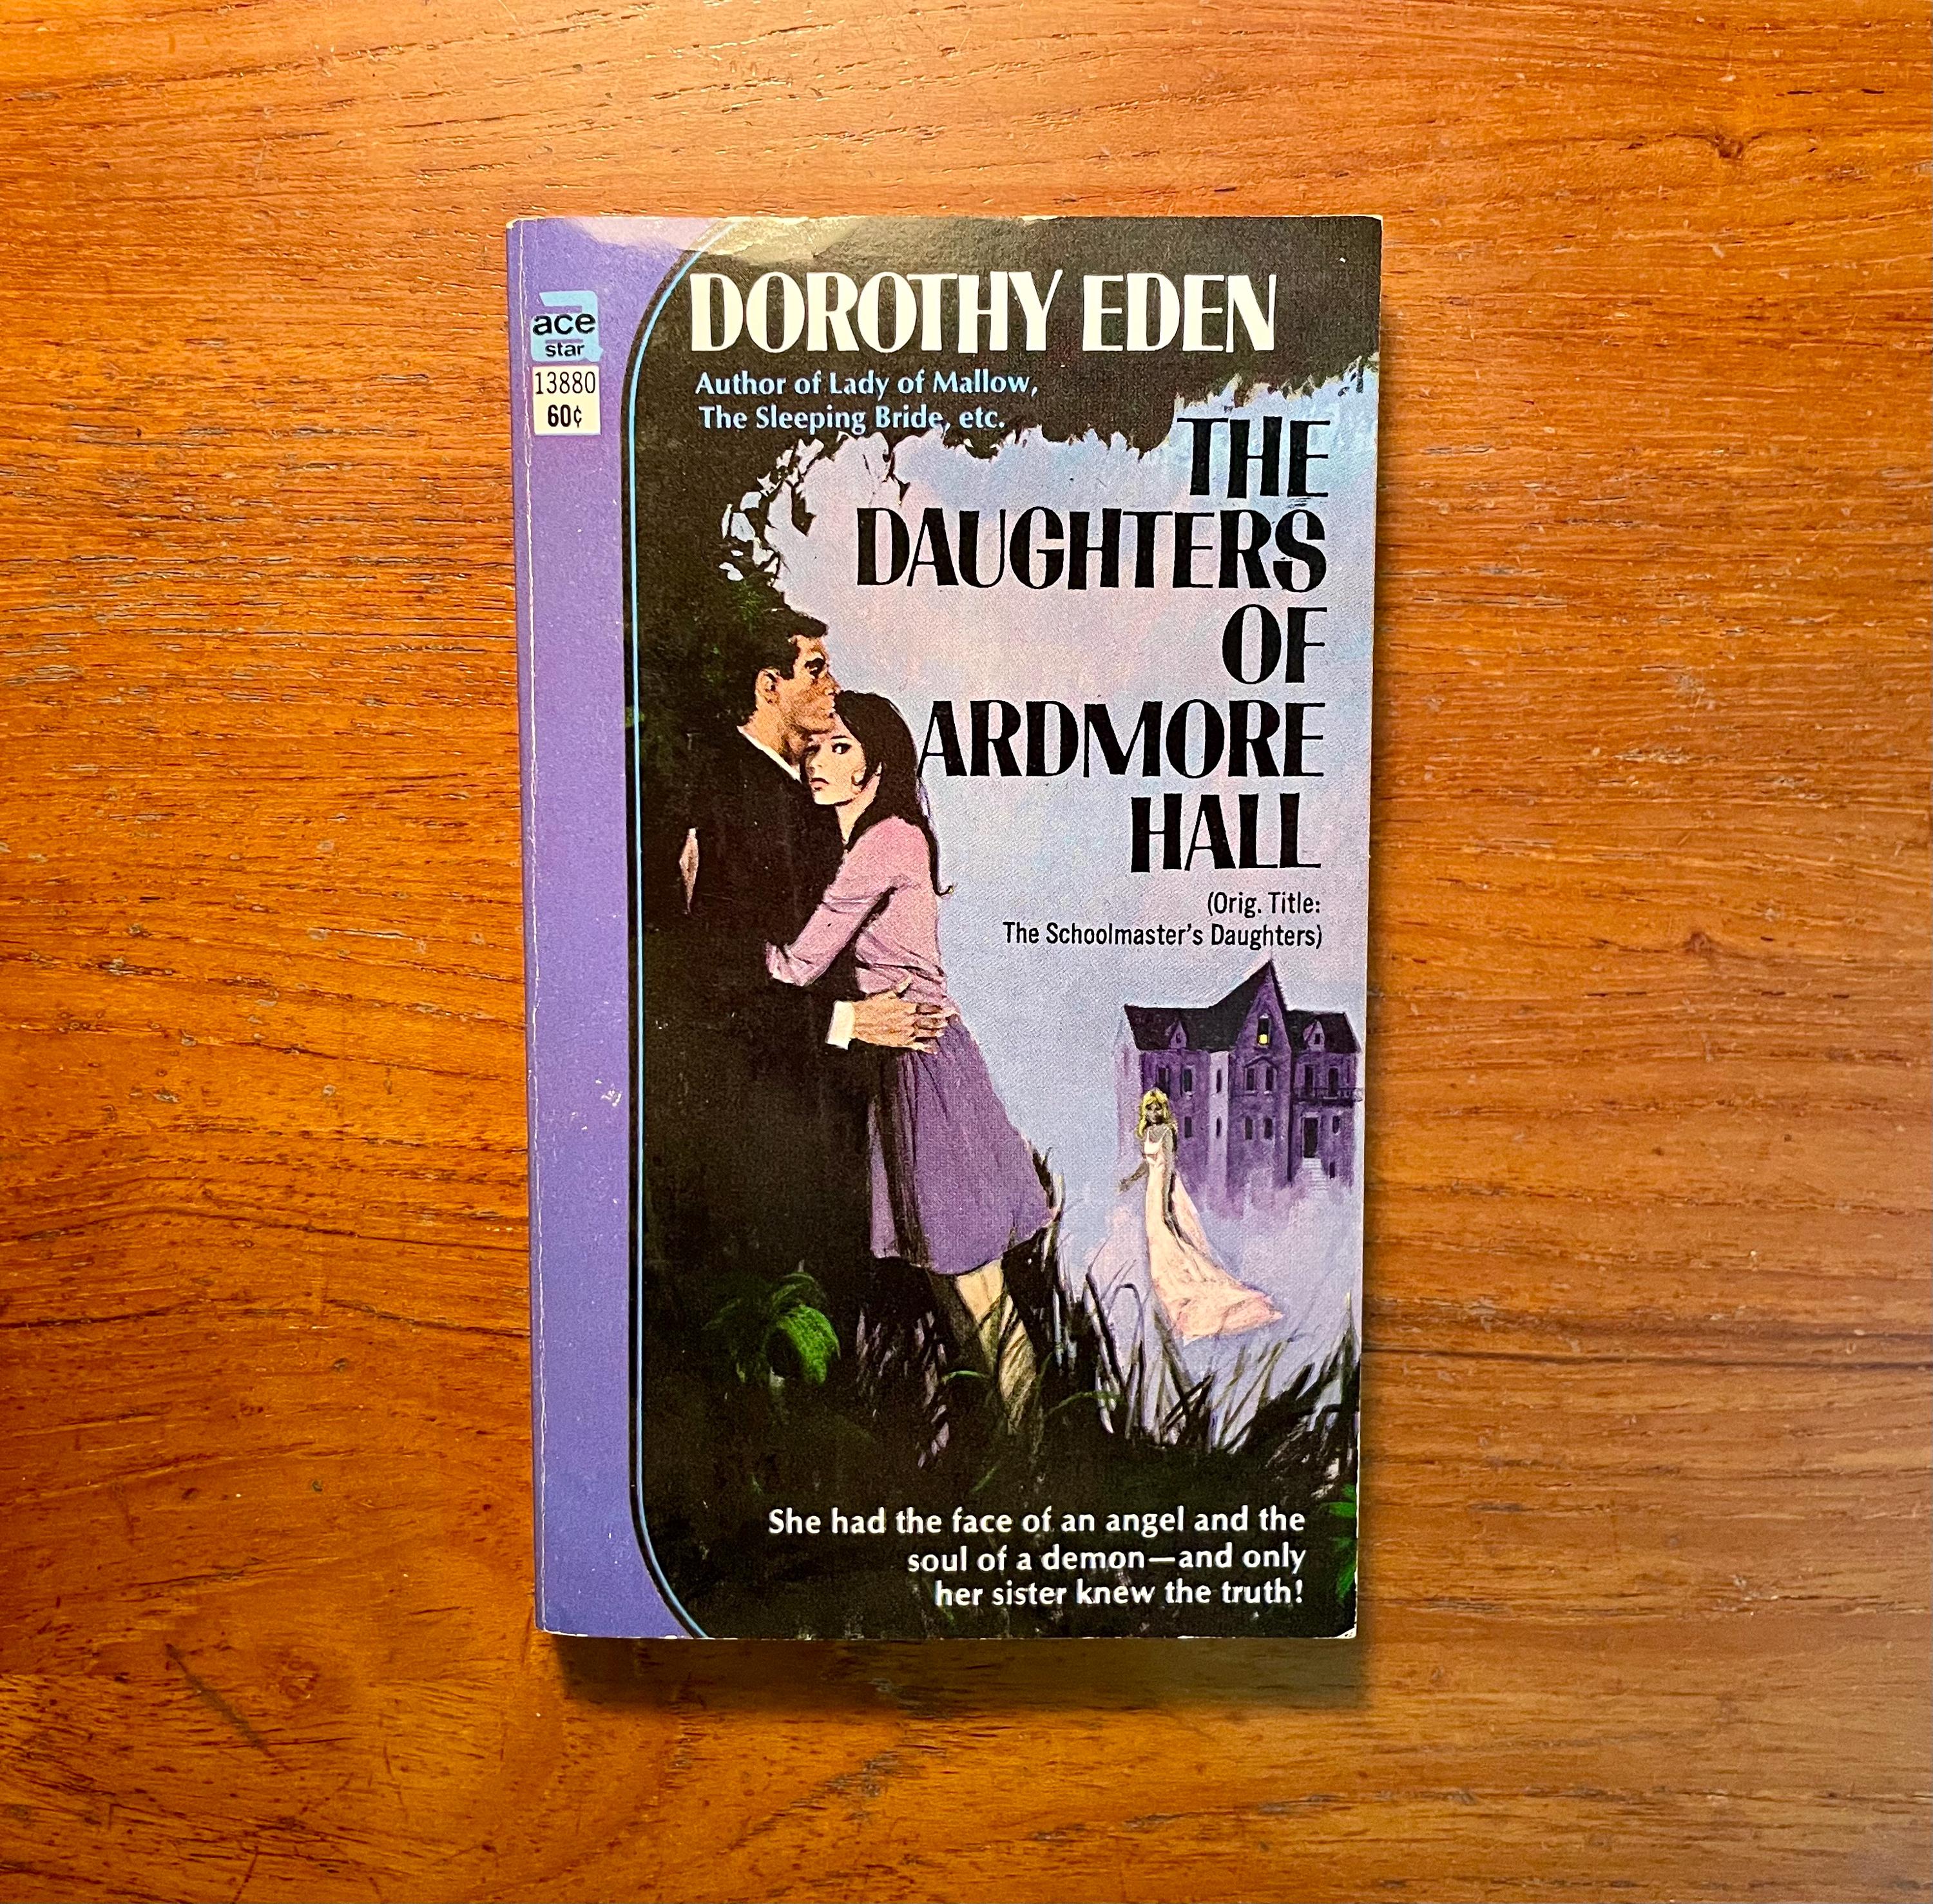 ace
star
13880
60¢
DOROTHY EDEN
Author of Lady of Mallow,
The Sleeping Bride, etc.
THE
DAUGHTERS
OF
ARDMORE
HALL
(Orig. Title:
The Schoolmaster's Daughters)
She had the face of an angel and the
soul of a demon—and only
her sister knew the truth!